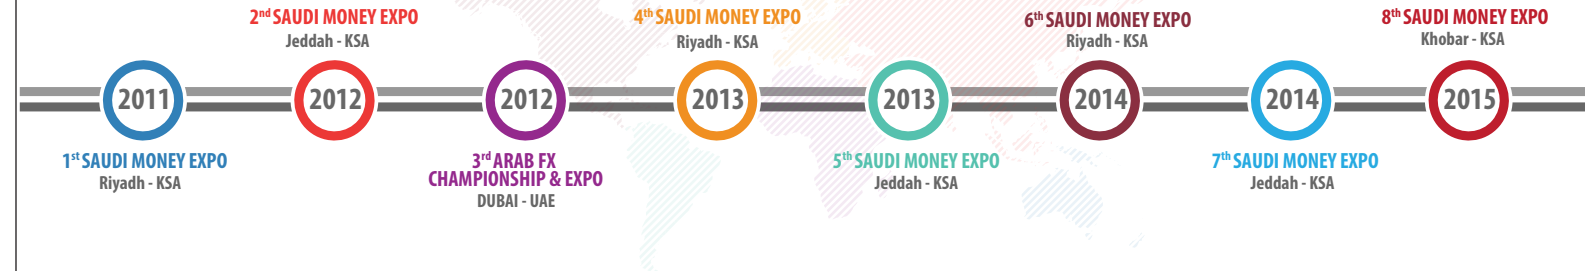 2nd SAUDI MONEY EXPO
Jeddah - KSA
4th SAUDI MONEY EXPO
Riyadh - KSA
6th SAUDI MONEY EXPO
Riyadh - KSA
8th SAUDI MONEY EXPO
Khobar - KSA
2011
2012
2012
2013
2013
2014
2014
2015
1st SAUDI MONEY EXPO
Riyadh - KSA
3rd ARAB FX
CHAMPIONSHIP & EXPO
DUBAI - UAE
5th SAUDI MONEY EXPO
Jeddah - KSA
7th SAUDI MONEY EXPO
Jeddah - KSA